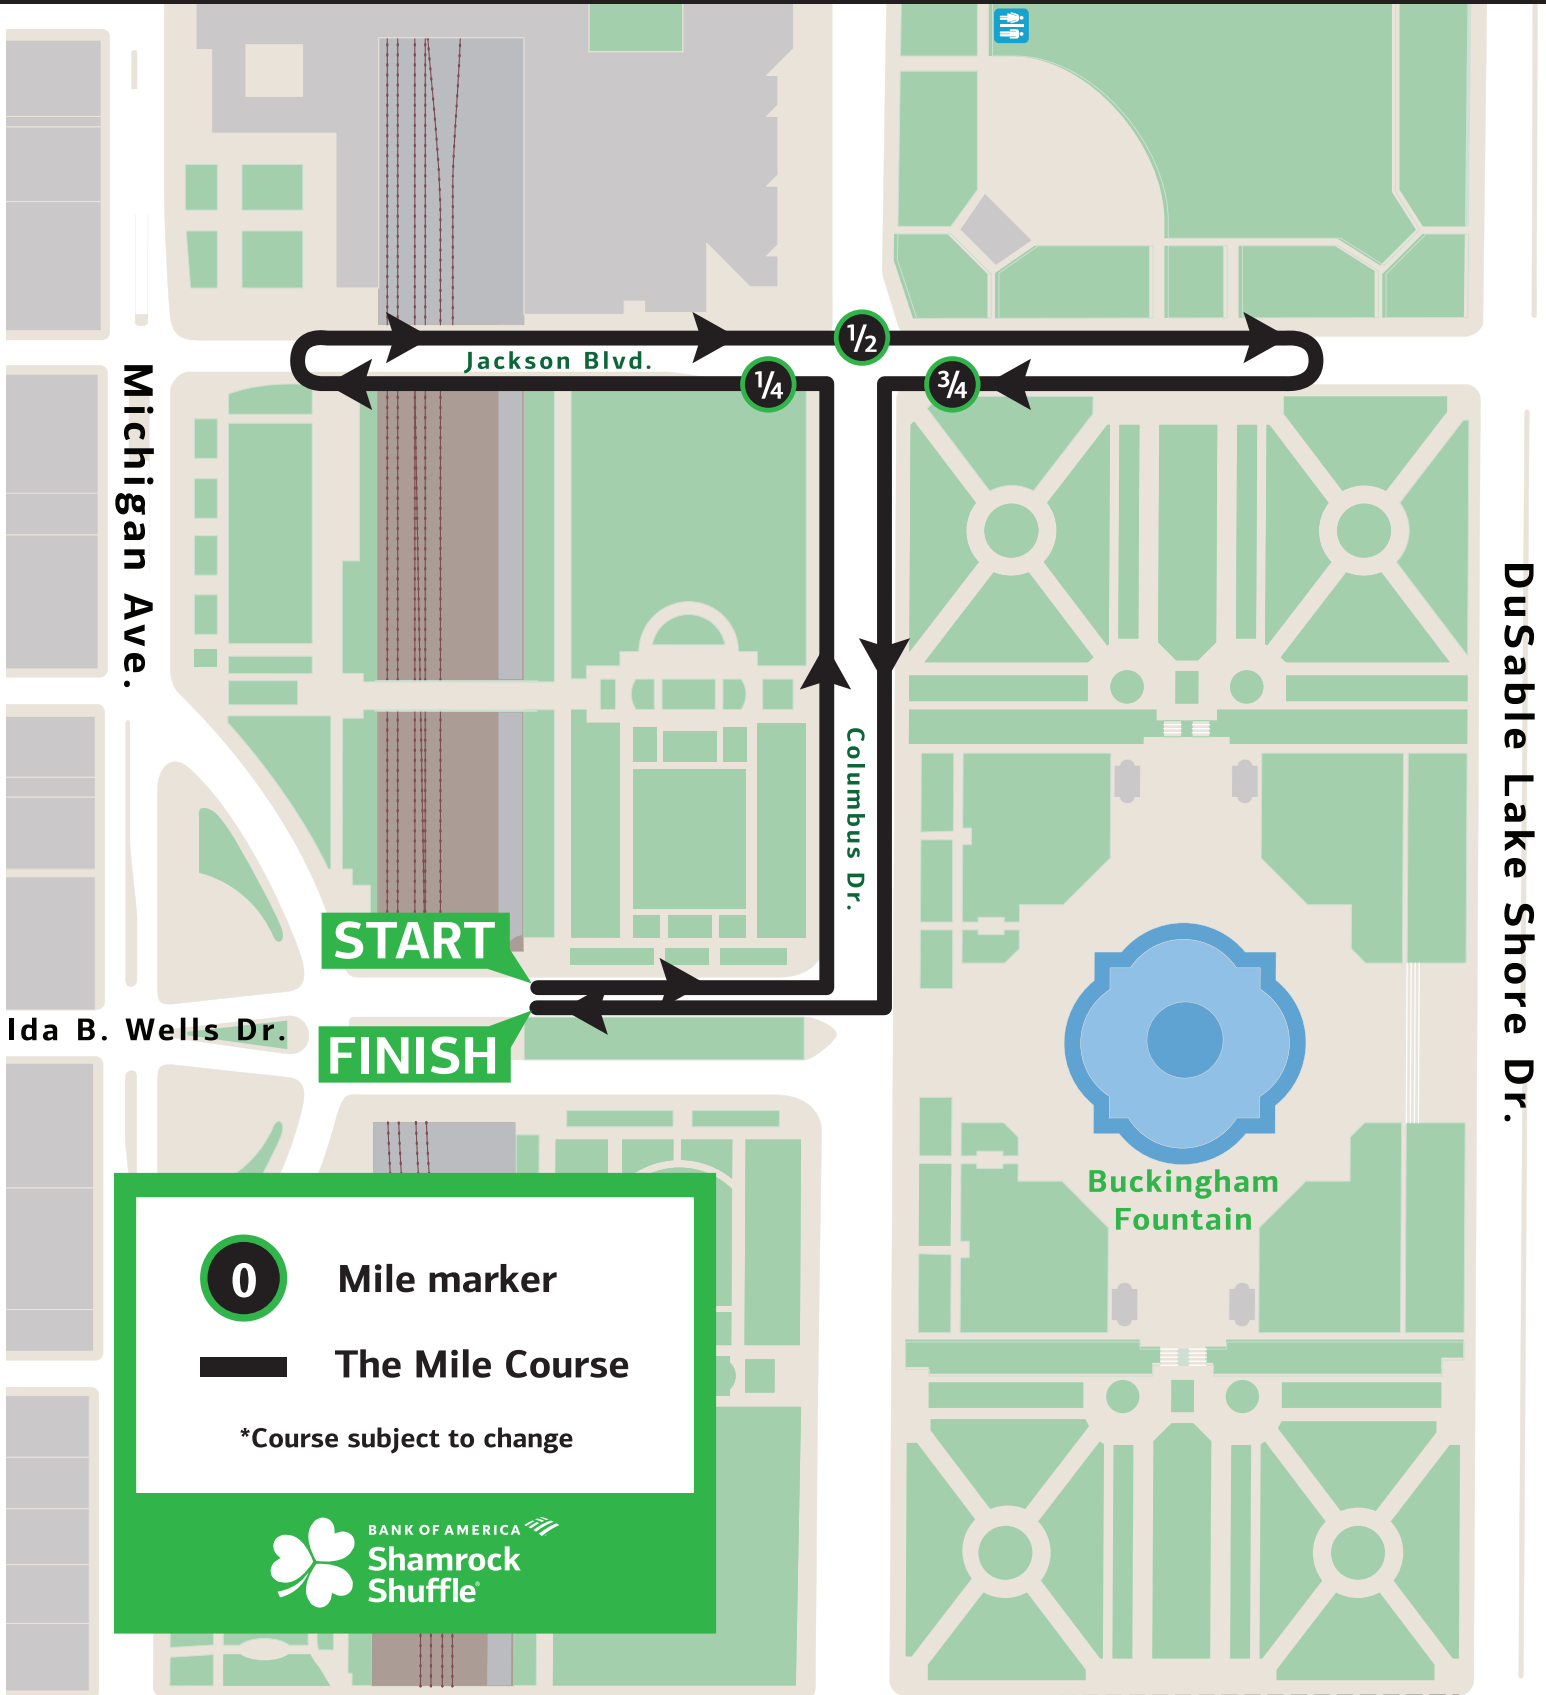 1/2
Jackson Blvd.
1/4
3/4
Michigan Ave.
DuSable Lake Shore Dr.
Columbus Dr.
START
Ida B. Wells Dr.
FINISH
Buckingham
Fountain
0 Mile marker
The Mile Course
*Course subject to change
BANK OF AMERICA
Shamrock
Shuffle®